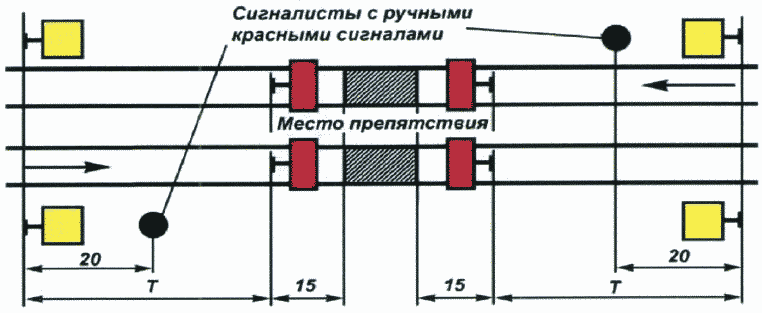 Сигналисты с ручными
красными сигналами
Место препятствия
20
20
Т
15
15
Т